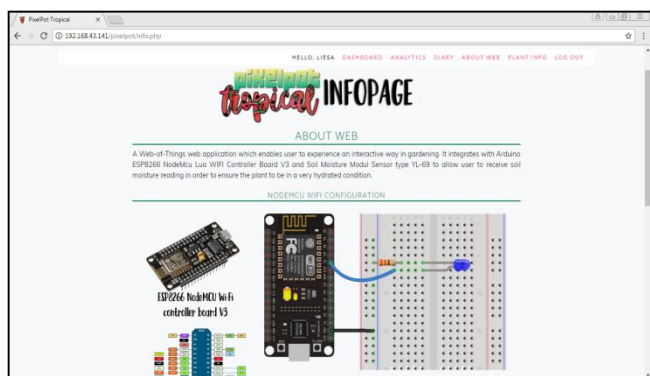 PixelPot Tropical
192.168.43.141/pixelpot/info.php
HELLO, LIESA DASHBOARD ANALYTICS DIARY ABOUT WEB PLANT INFO LOG OUT
pixelpot
tropical INFOPAGE
ABOUT WEB
A Web-of-Things web application which enables user to experience an interactive way in gardening. It integrates with Arduino
ESP8266 NodeMcu Lua WIFI Controller Board V3 and Soil Moisture Modul Sensor type YL-69 to allow user to receive soil
moisture reading in order to ensure the plant to be in a very hydrated condition.
NODEMCU WIFI CONFIGURATION
ESP8266 NodeMCU Wi-Fi
controller board V3